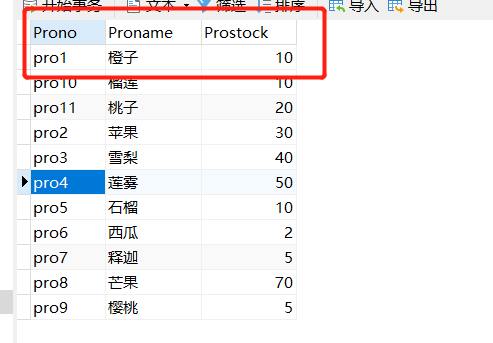 开始事务 文本 筛选 排序 导入 导出
Prono Proname Prostock
pro1 橙子 10
pro10 榴莲 10
pro11 桃子 20
pro2 苹果 30
pro3 雪梨 40
pro4 莲雾 50
pro5 石榴 10
pro6 西瓜 2
pro7 释迦 5
pro8 芒果 70
pro9 樱桃 5